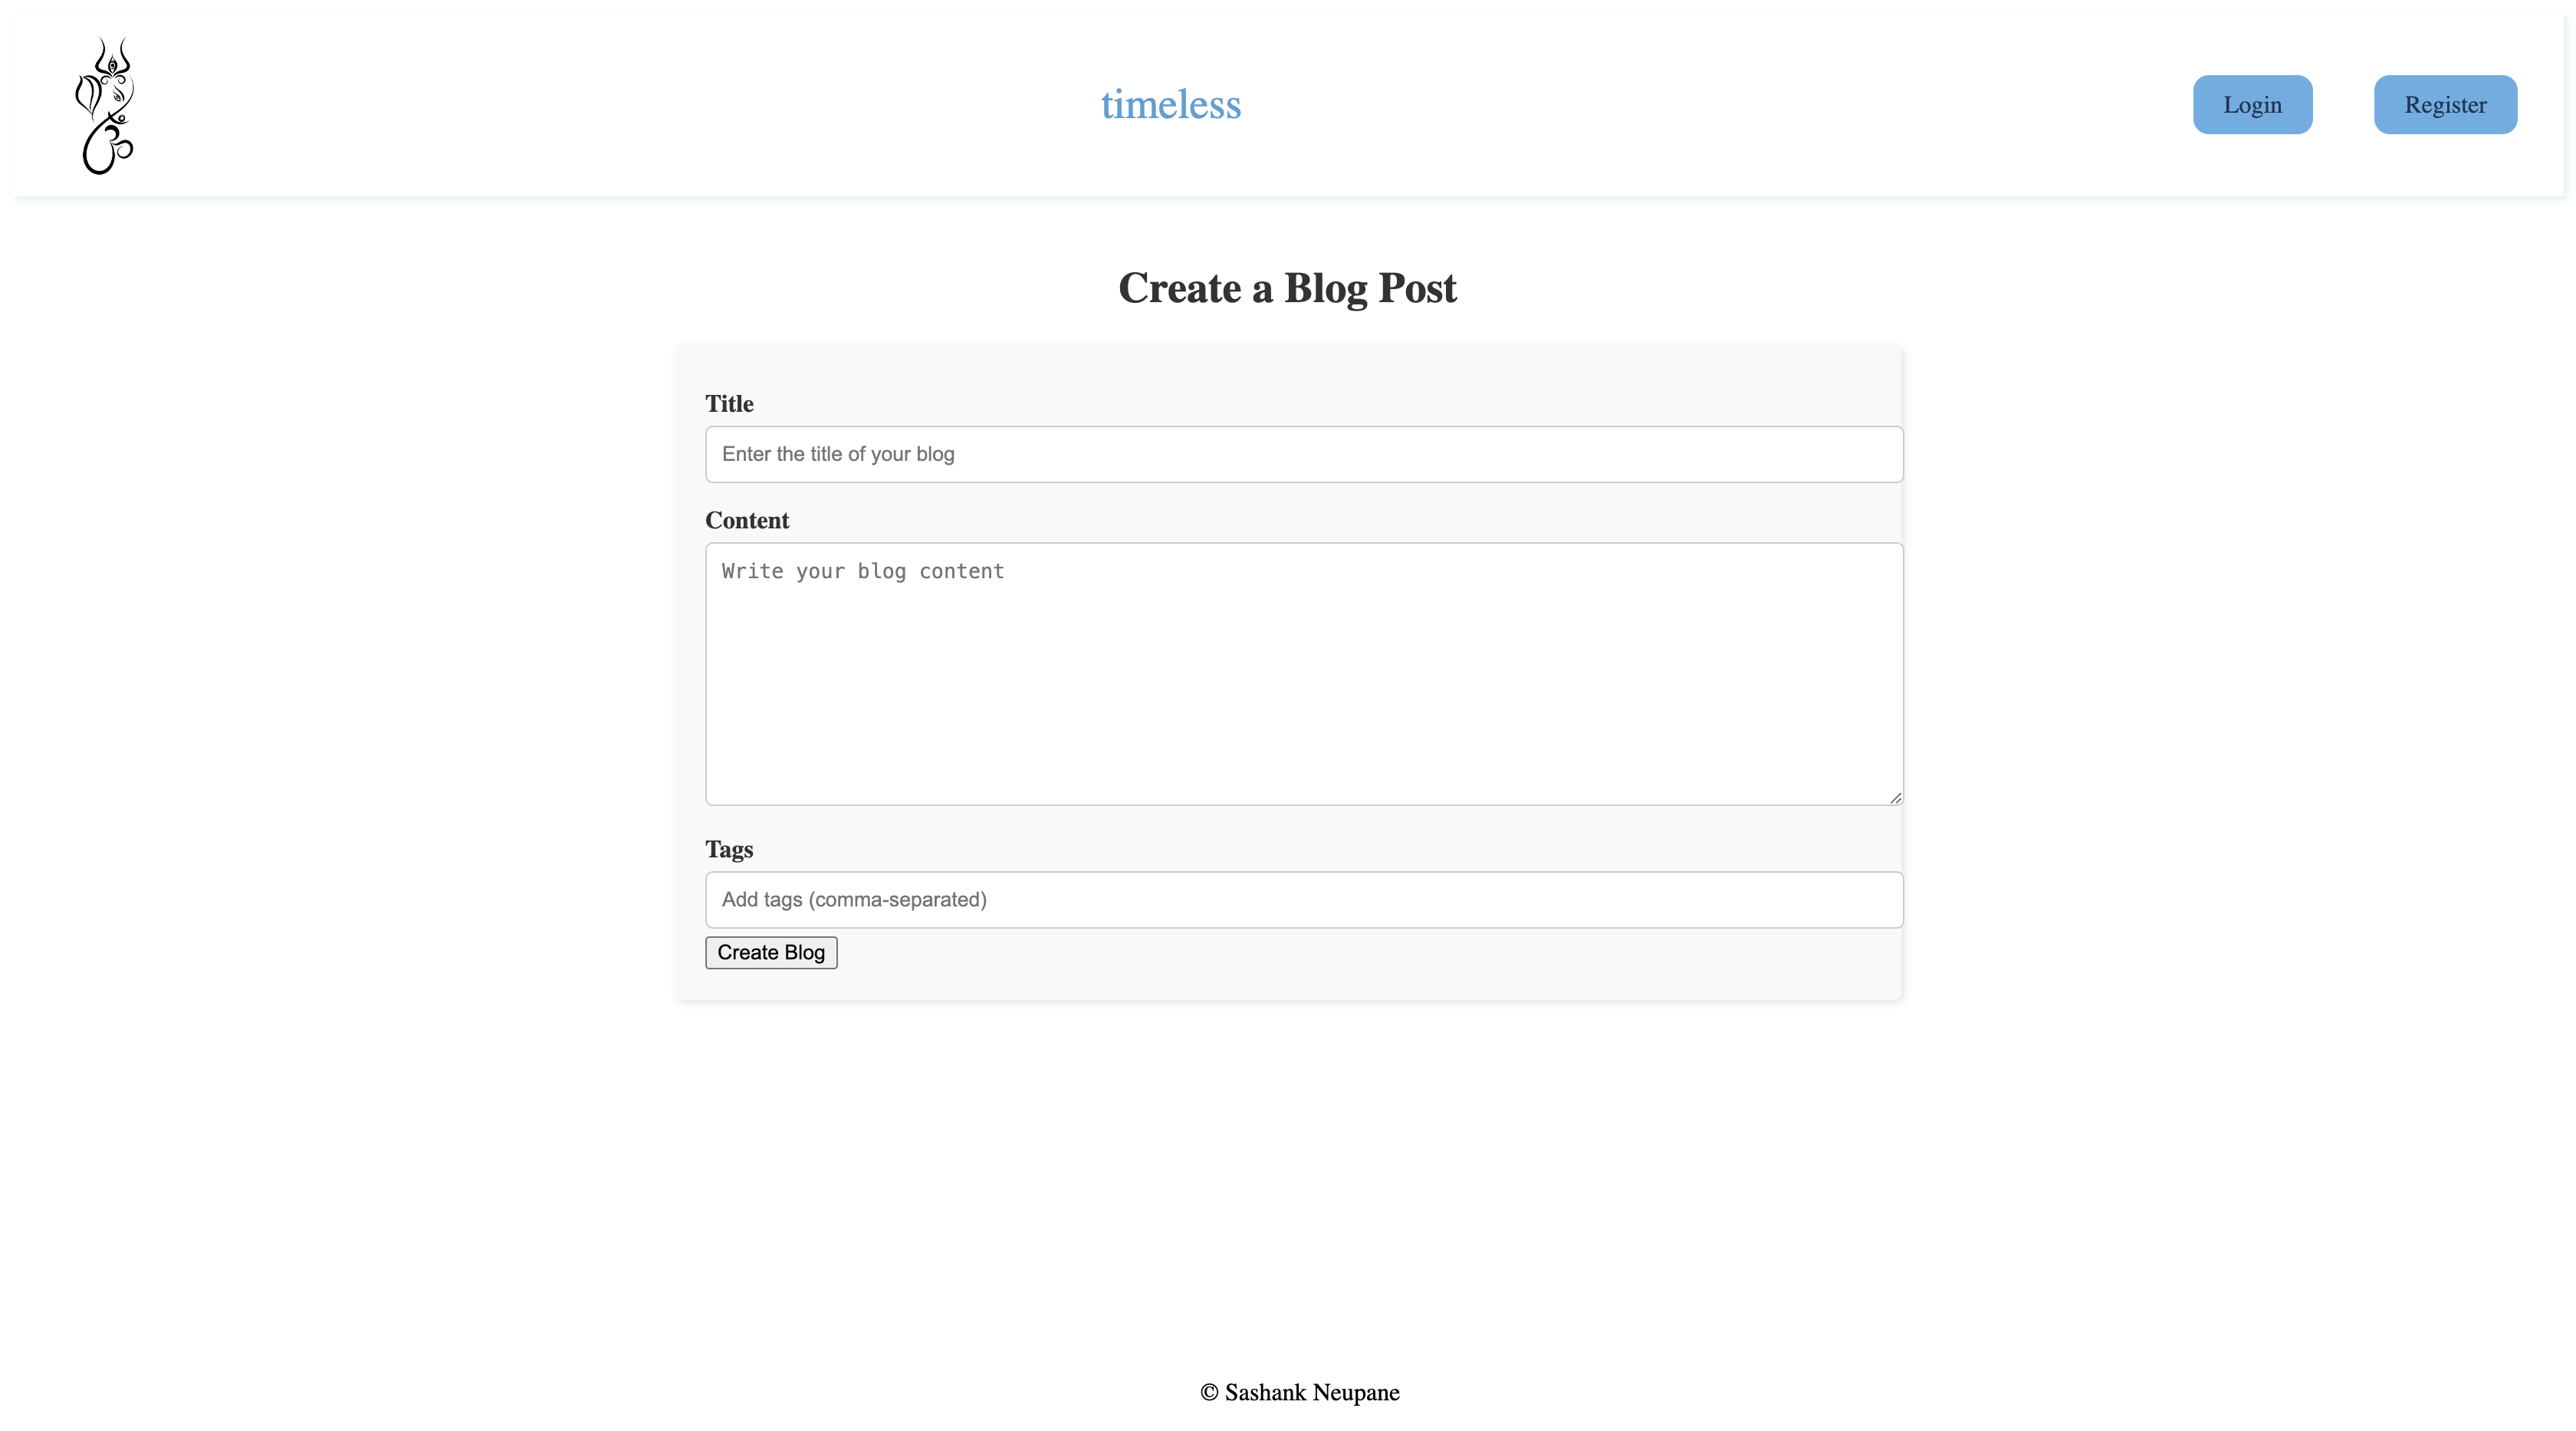 timeless
Login
Register
Create a Blog Post
Title
Enter the title of your blog
Content
Write your blog content
Tags
Add tags (comma-separated)
Create Blog
© Sashank Neupane